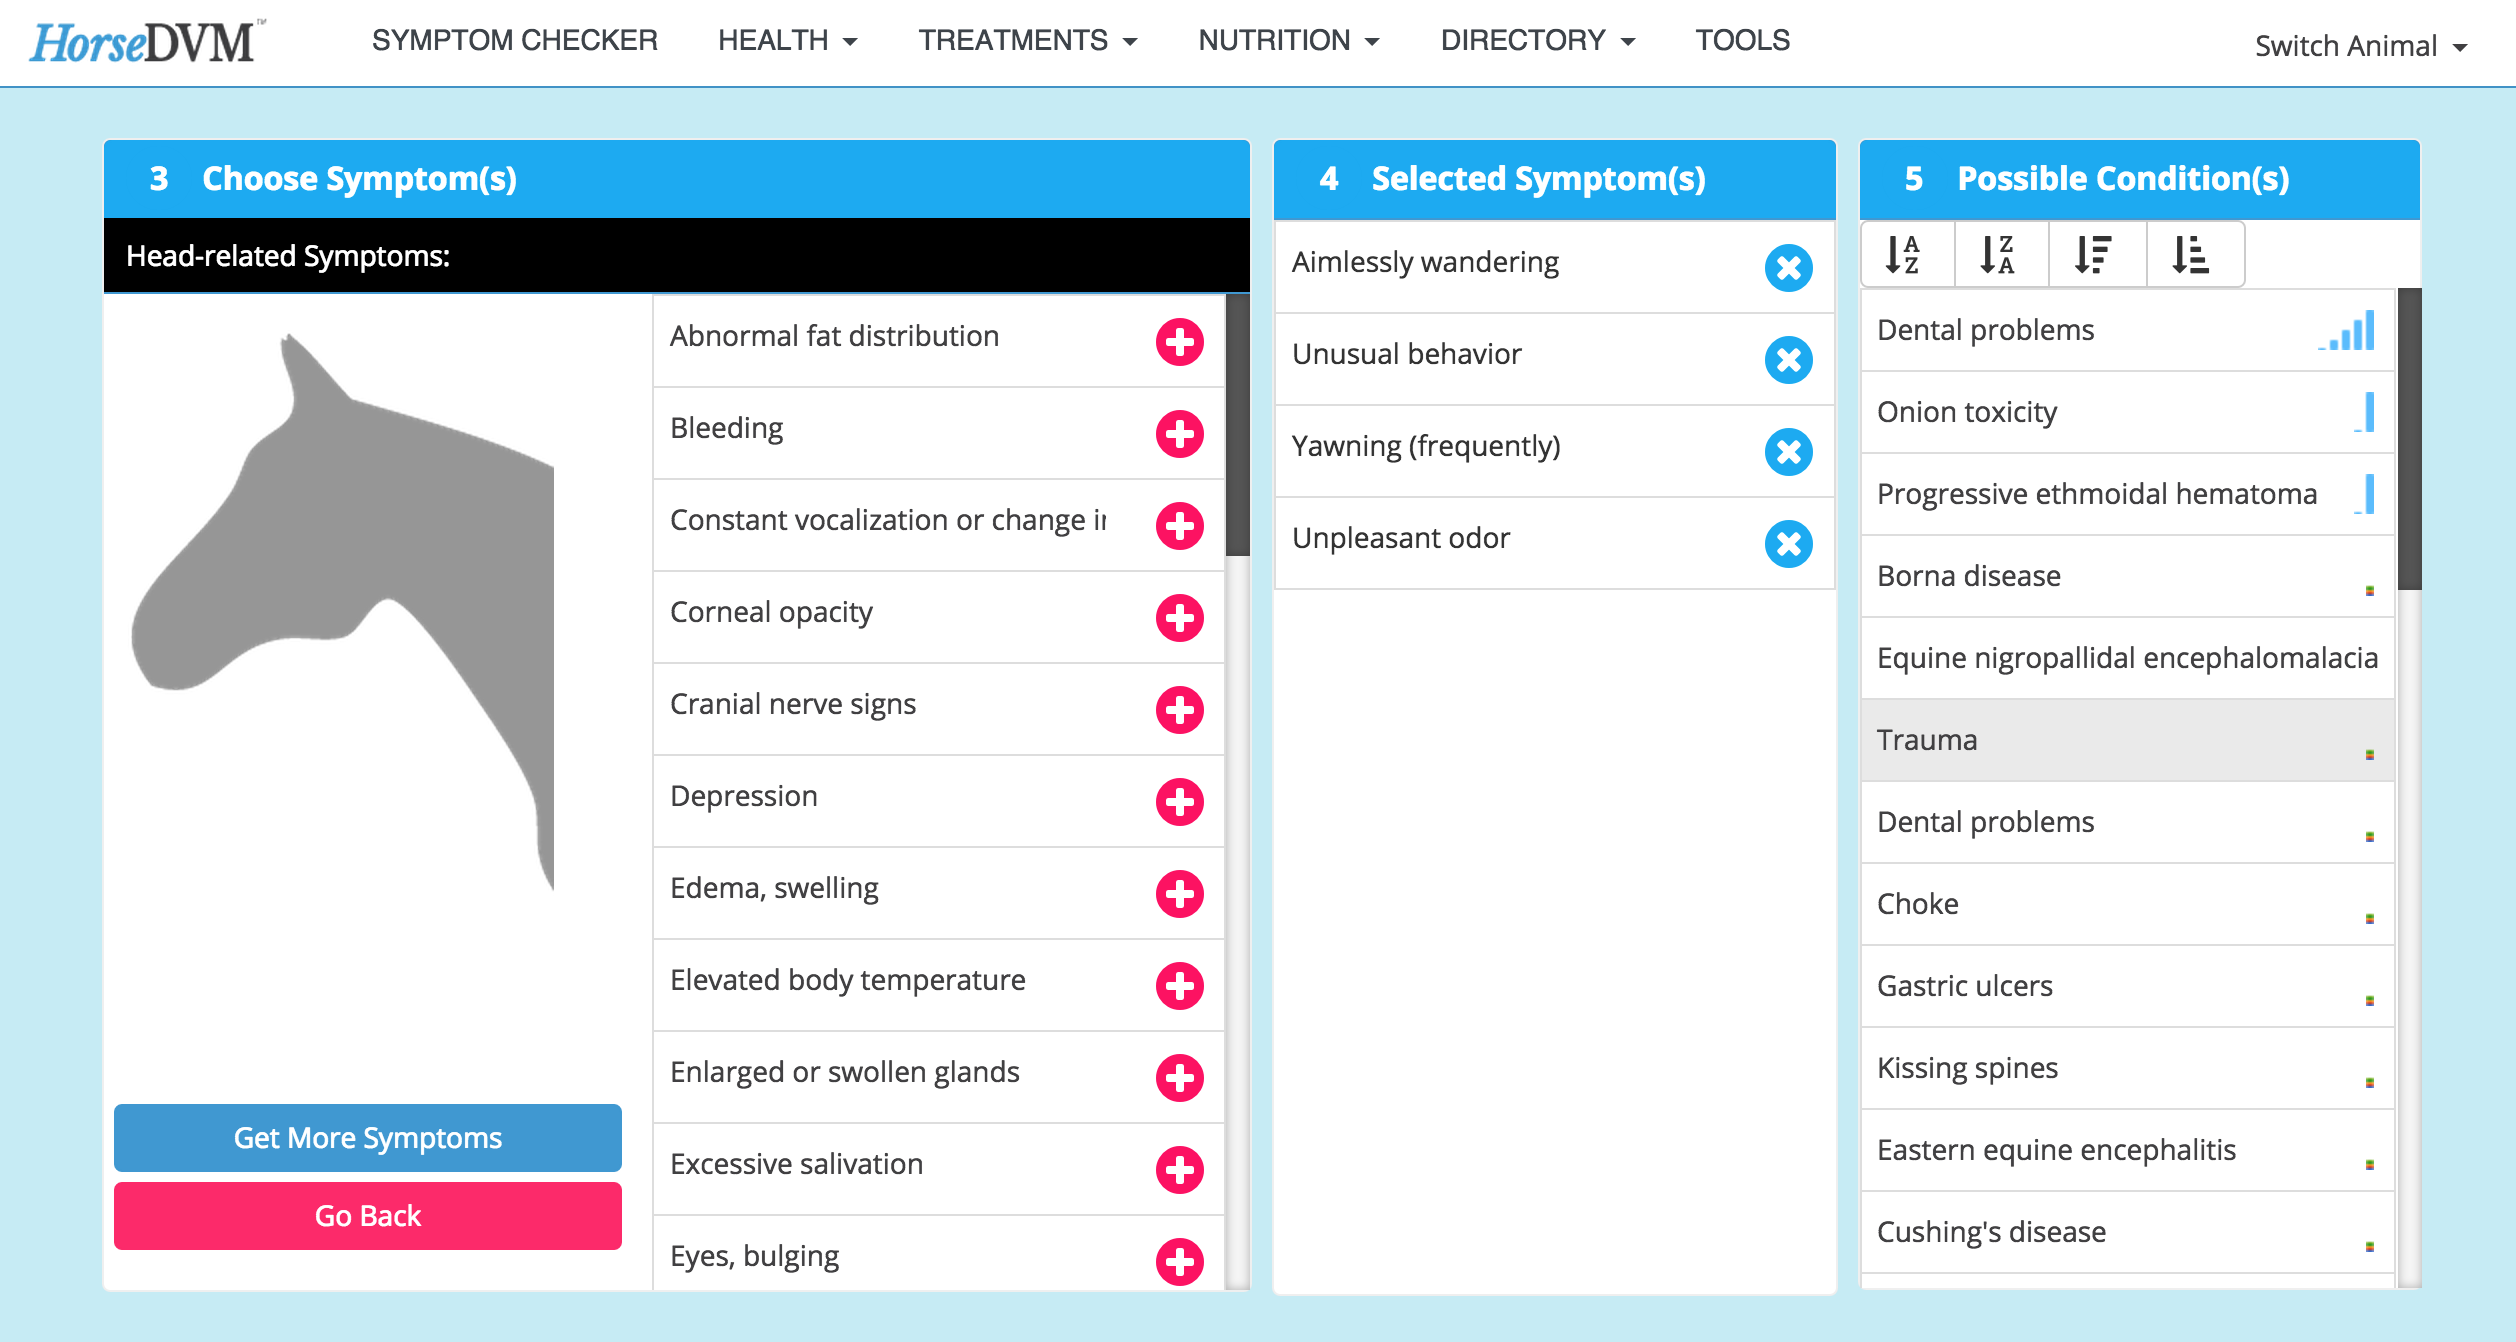 HorseDVM™
SYMPTOM CHECKER
HEALTH
TREATMENTS
NUTRITION
DIRECTORY
TOOLS
Switch Animal
3 Choose Symptom(s)
Head-related Symptoms:
Abnormal fat distribution
Bleeding
Constant vocalization or change
Corneal opacity
Cranial nerve signs
Depression
Edema, swelling
Elevated body temperature
Enlarged or swollen glands
Excessive salivation
Eyes, bulging
Get More Symptoms
Go Back
4 Selected Symptom(s)
Aimlessly wandering
Unusual behavior
Yawning (frequently)
Unpleasant odor
5 Possible Condition(s)
A
Z
Z
A
Dental problems
Onion toxicity
Progressive ethmoidal hematoma
Borna disease
Equine nigropallidal encephalomalacia
Trauma
Dental problems
Choke
Gastric ulcers
Kissing spines
Eastern equine encephalitis
Cushing's disease